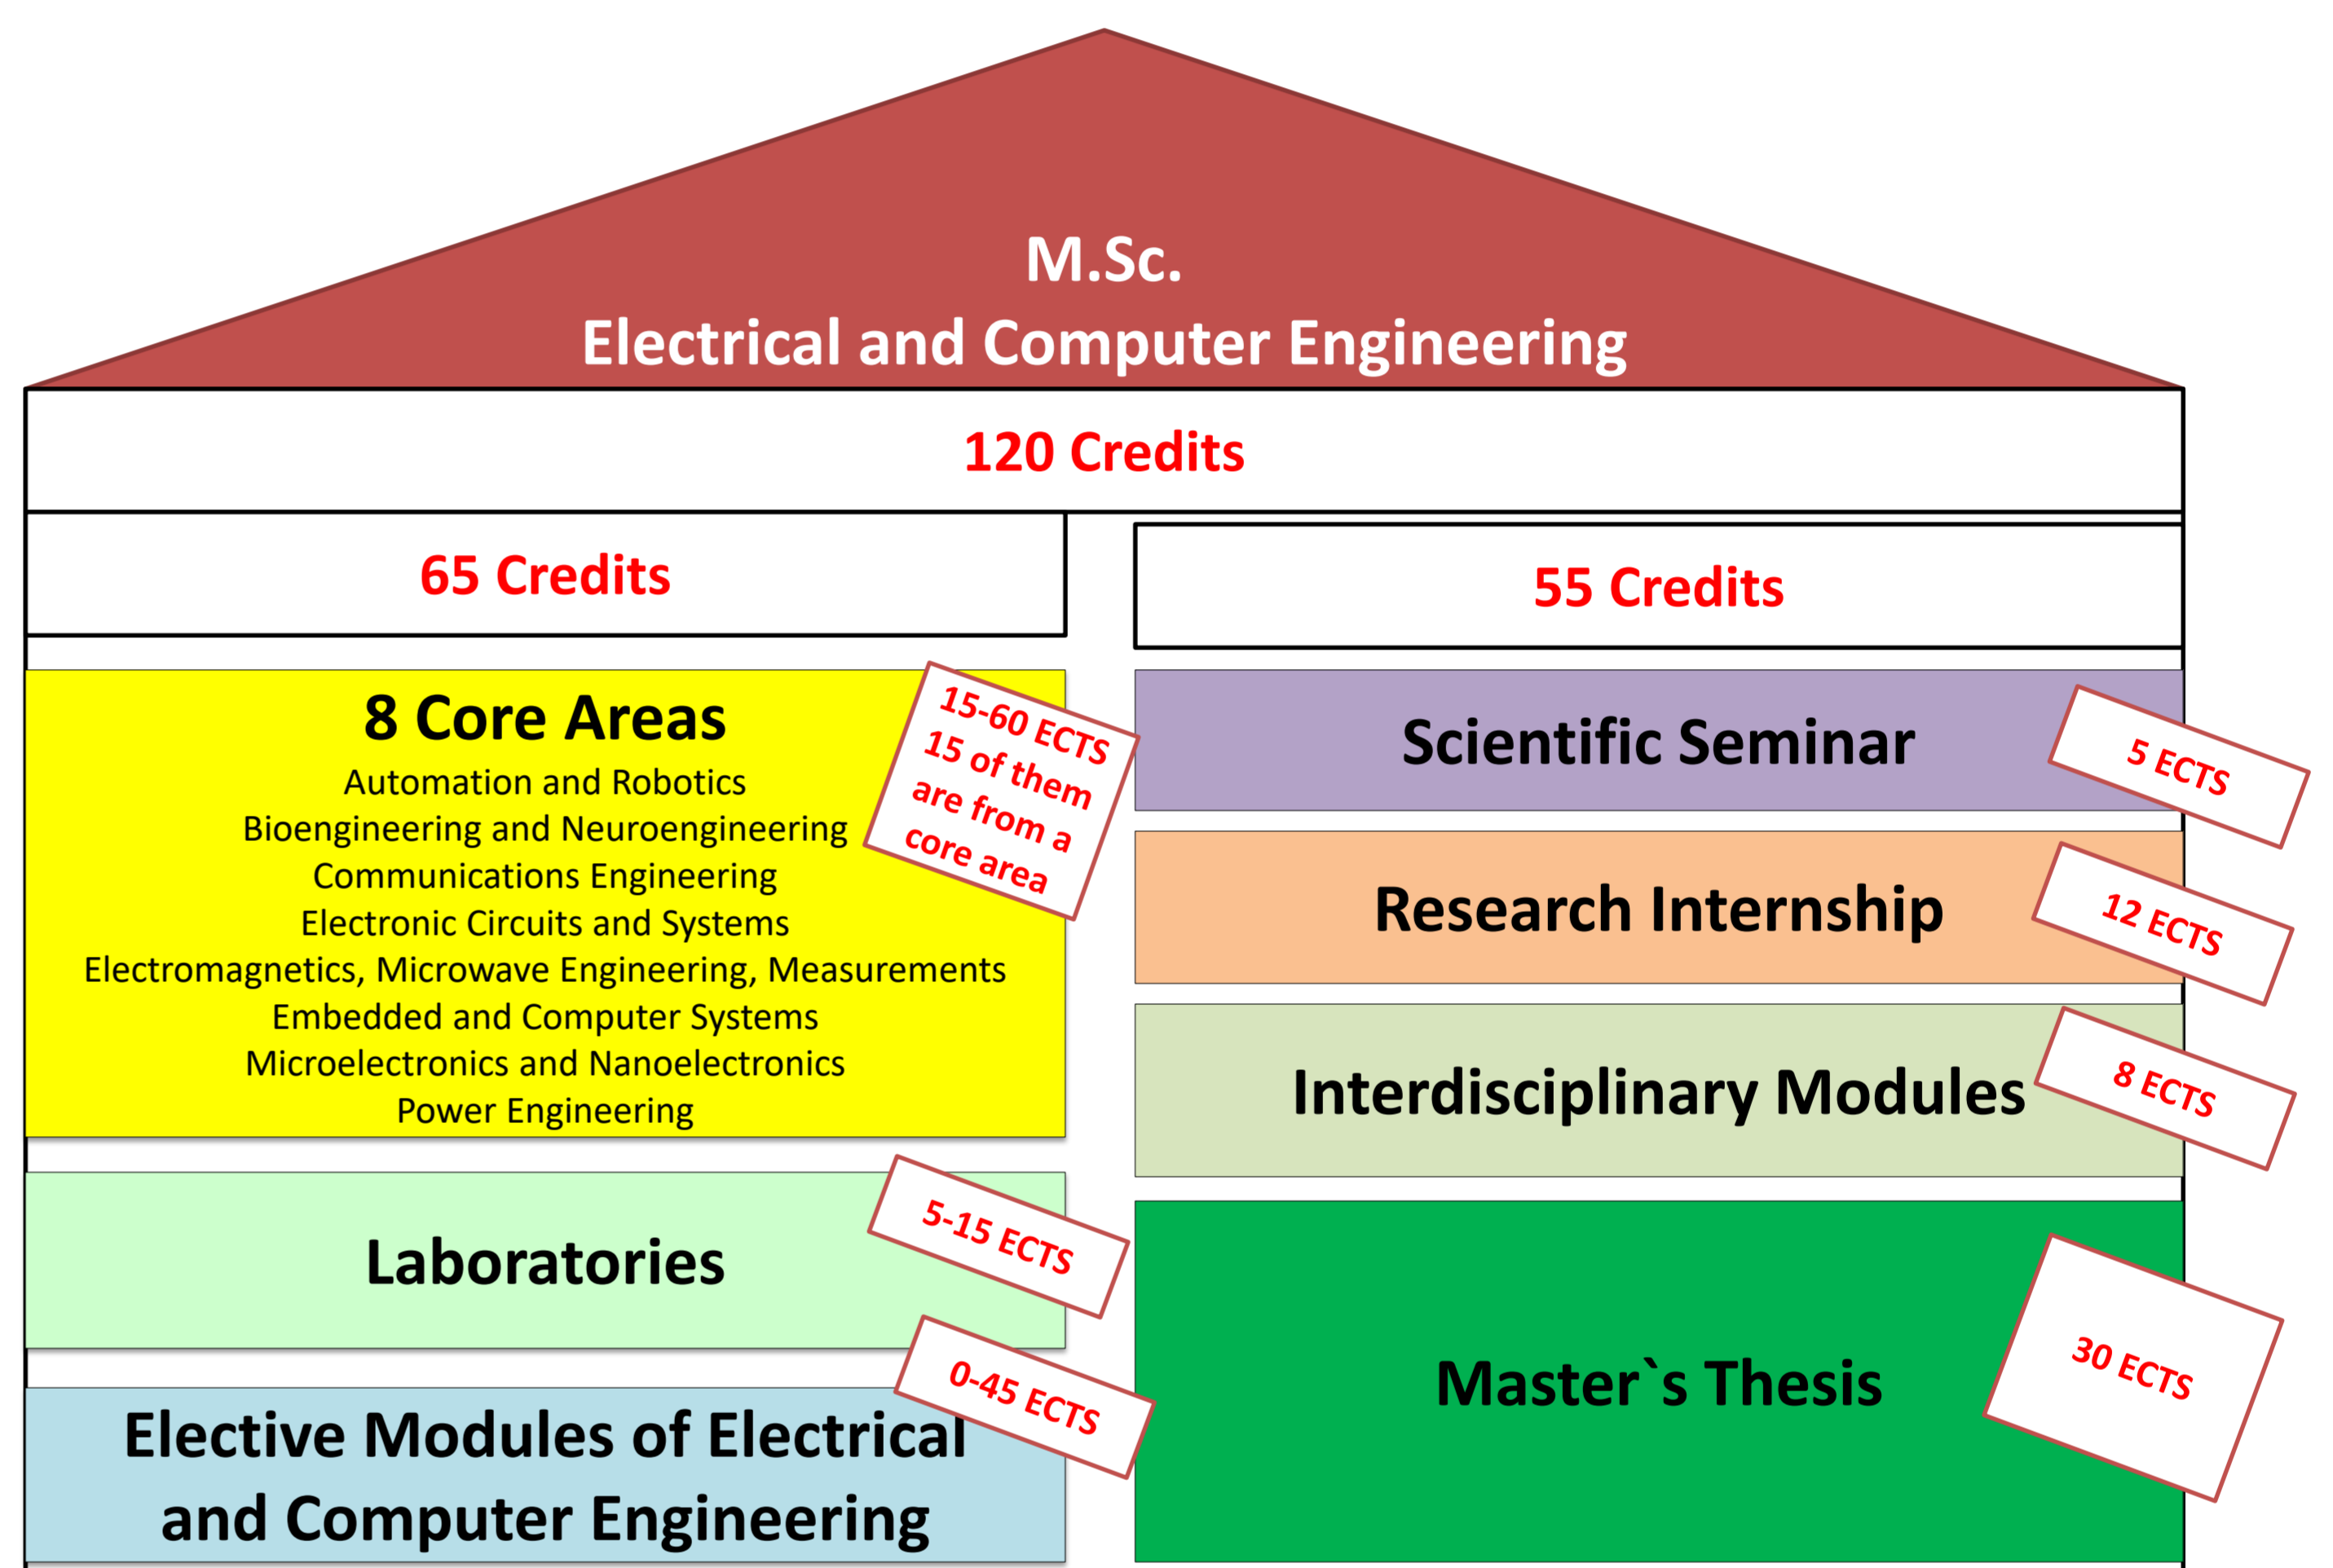 M.Sc.
Electrical and Computer Engineering
120 Credits
65 Credits
8 Core Areas
Automation and Robotics
Bioengineering and Neuroengineering
Communications Engineering
Electronic Circuits and Systems
Electromagnetics, Microwave Engineering, Measurements
Embedded and Computer Systems
Microelectronics and Nanoelectronics
Power Engineering
15-60 ECTS
15 of them
are from a
core area
Laboratories
5-15 ECTS
Elective Modules of Electrical
and Computer Engineering
0-45 ECTS
55 Credits
Scientific Seminar
5 ECTS
Research Internship
12 ECTS
Interdisciplinary Modules
8 ECTS
Master`s Thesis
30 ECTS